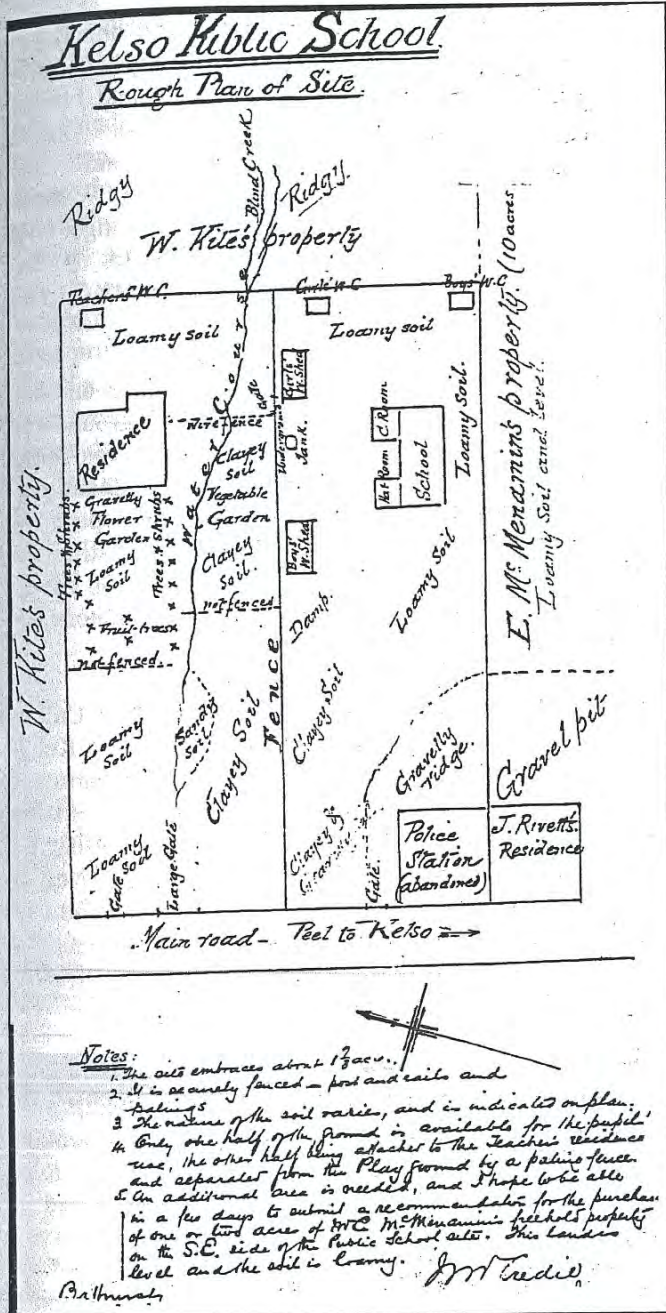 Kelso Public School.
Rough Plan of Site.
Ridgy
Blind Creek
Ridgy.
W. Kite's property
Teachers' W.C.
Girls' W.C
Boys' W.C
Loamy soil
Loamy soil
E. McMenamin's property. (10 acres
Loamy Soil and level.
Water Course
Girls' W. Shed
Gate
wire fence
Residence
Underground Tank.
Hat Room
C. Room
School
Loamy Soil.
Clayey Soil
Vegetable Garden
W. Kite's property.
Trees & Shrubs.
Gravelly
Flower
Garden
Loamy
Soil
Trees & Shrubs
Clayey Soil.
Boys' W. Shed
Loamy Soil
Fruit-trees
not fenced
not fenced.
Damp.
Fence
Loamy Soil
Sandy Soil.
Clayey Soil
Clayey Soil
Gravelly ridge.
Gravel pit
Loamy Soil
Gate
Large Gate
Clayey &
Gate.
Police
Station
(abandoned)
J. Rivett's
Residence
Main road - Peel to Kelso
Notes:
1. The site embraces about 1 7/8 acres.
2. It is securely fenced - post and rails and
palings
3 The nature of the soil varies, and is indicated on plan.
4. Only one half of the ground is available for the pupils'
use, the other half being attached to the Teacher's residence
and separated from the Play ground by a paling fence.
5. An additional area is needed, and I hope to be able
in a few days to submit a recommendation for the purchase
of one or two acres of McMenamin's freehold property
on the S.E. side of the Public School site. This land is
level and the soil is loamy.
Bathurst